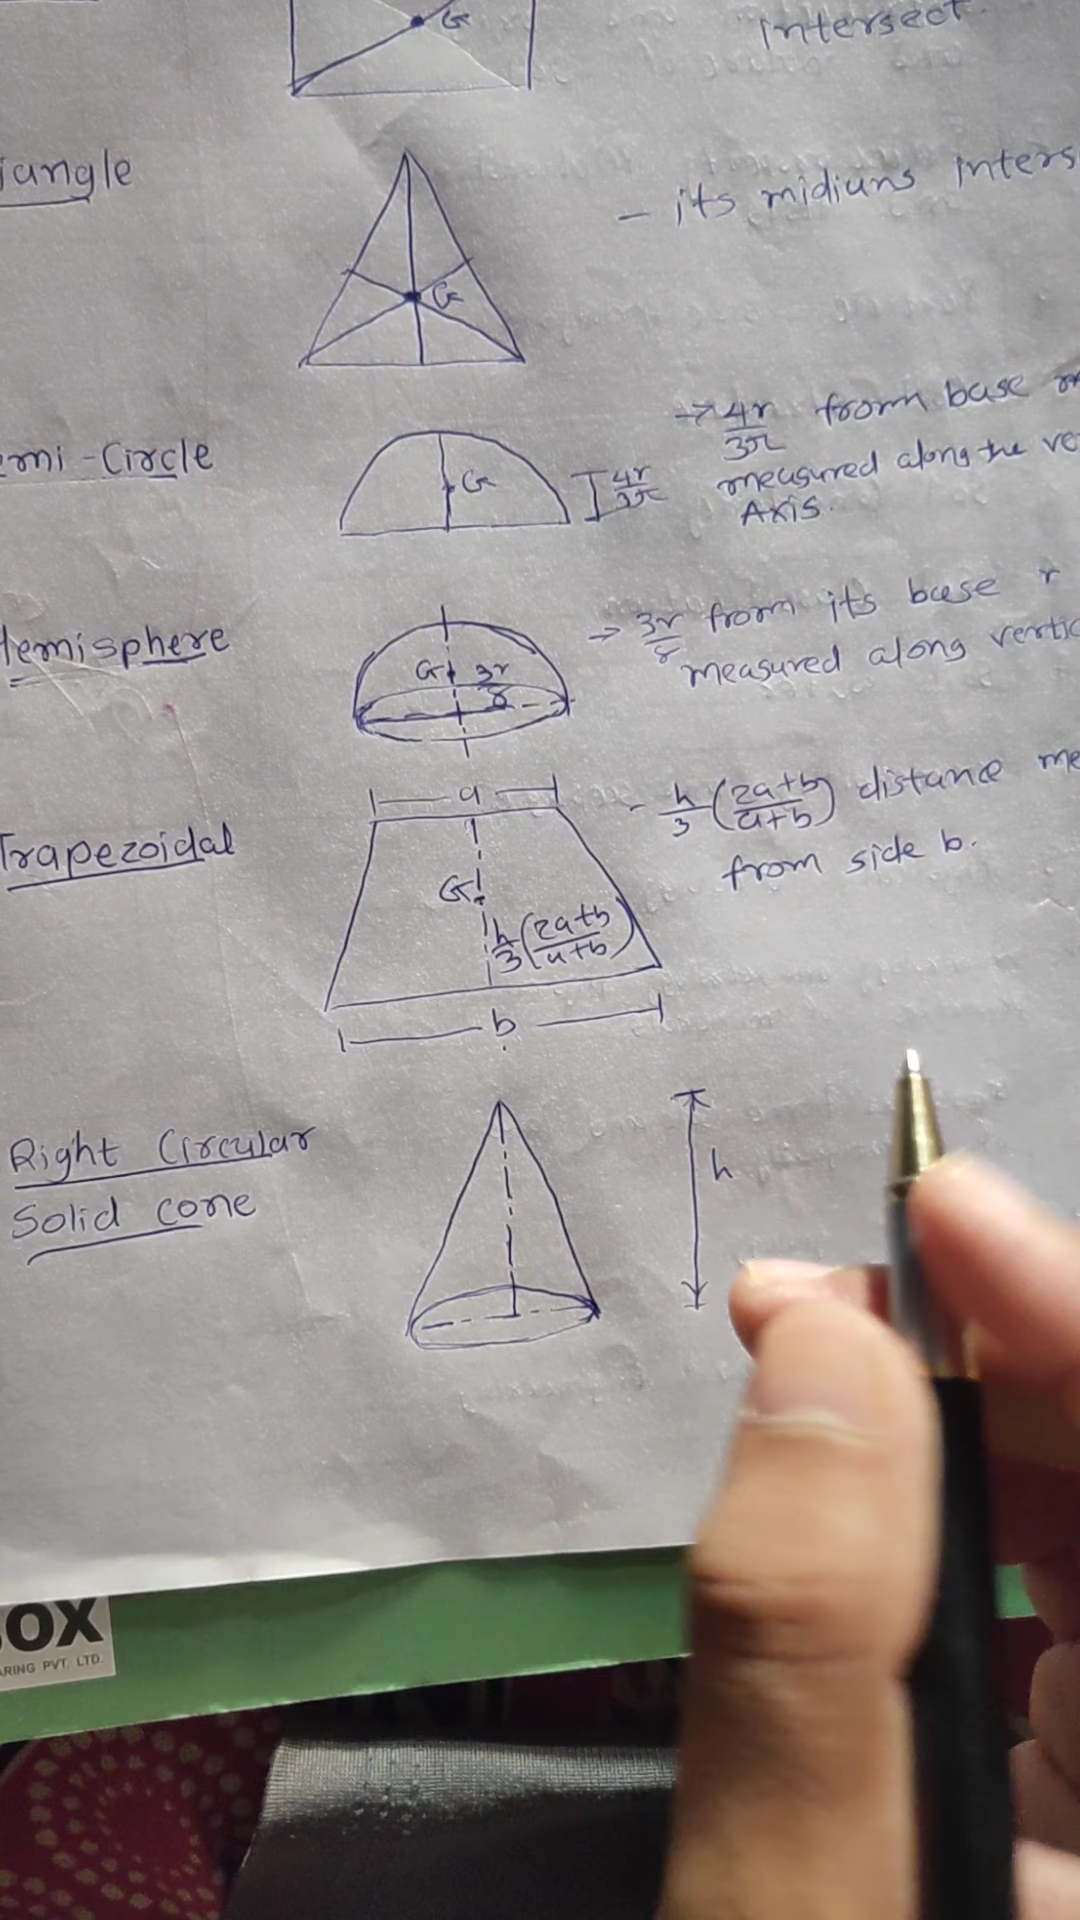 G
intersect.
iangle
- its midiuns inters
G
emi-Circle
G
4r/3π
→ 4r/3π from base
measured along the ve
Axis.
Hemisphere
G 3r/8
→ 3r/8 from its base r
measured along vertic
Trapezoidal
a
G
h/3 (2a+b/a+b)
b
- h/3 (2a+b/a+b) distance me
from side b.
Right Circular
Solid cone
h
OX
ARING PVT. LTD.